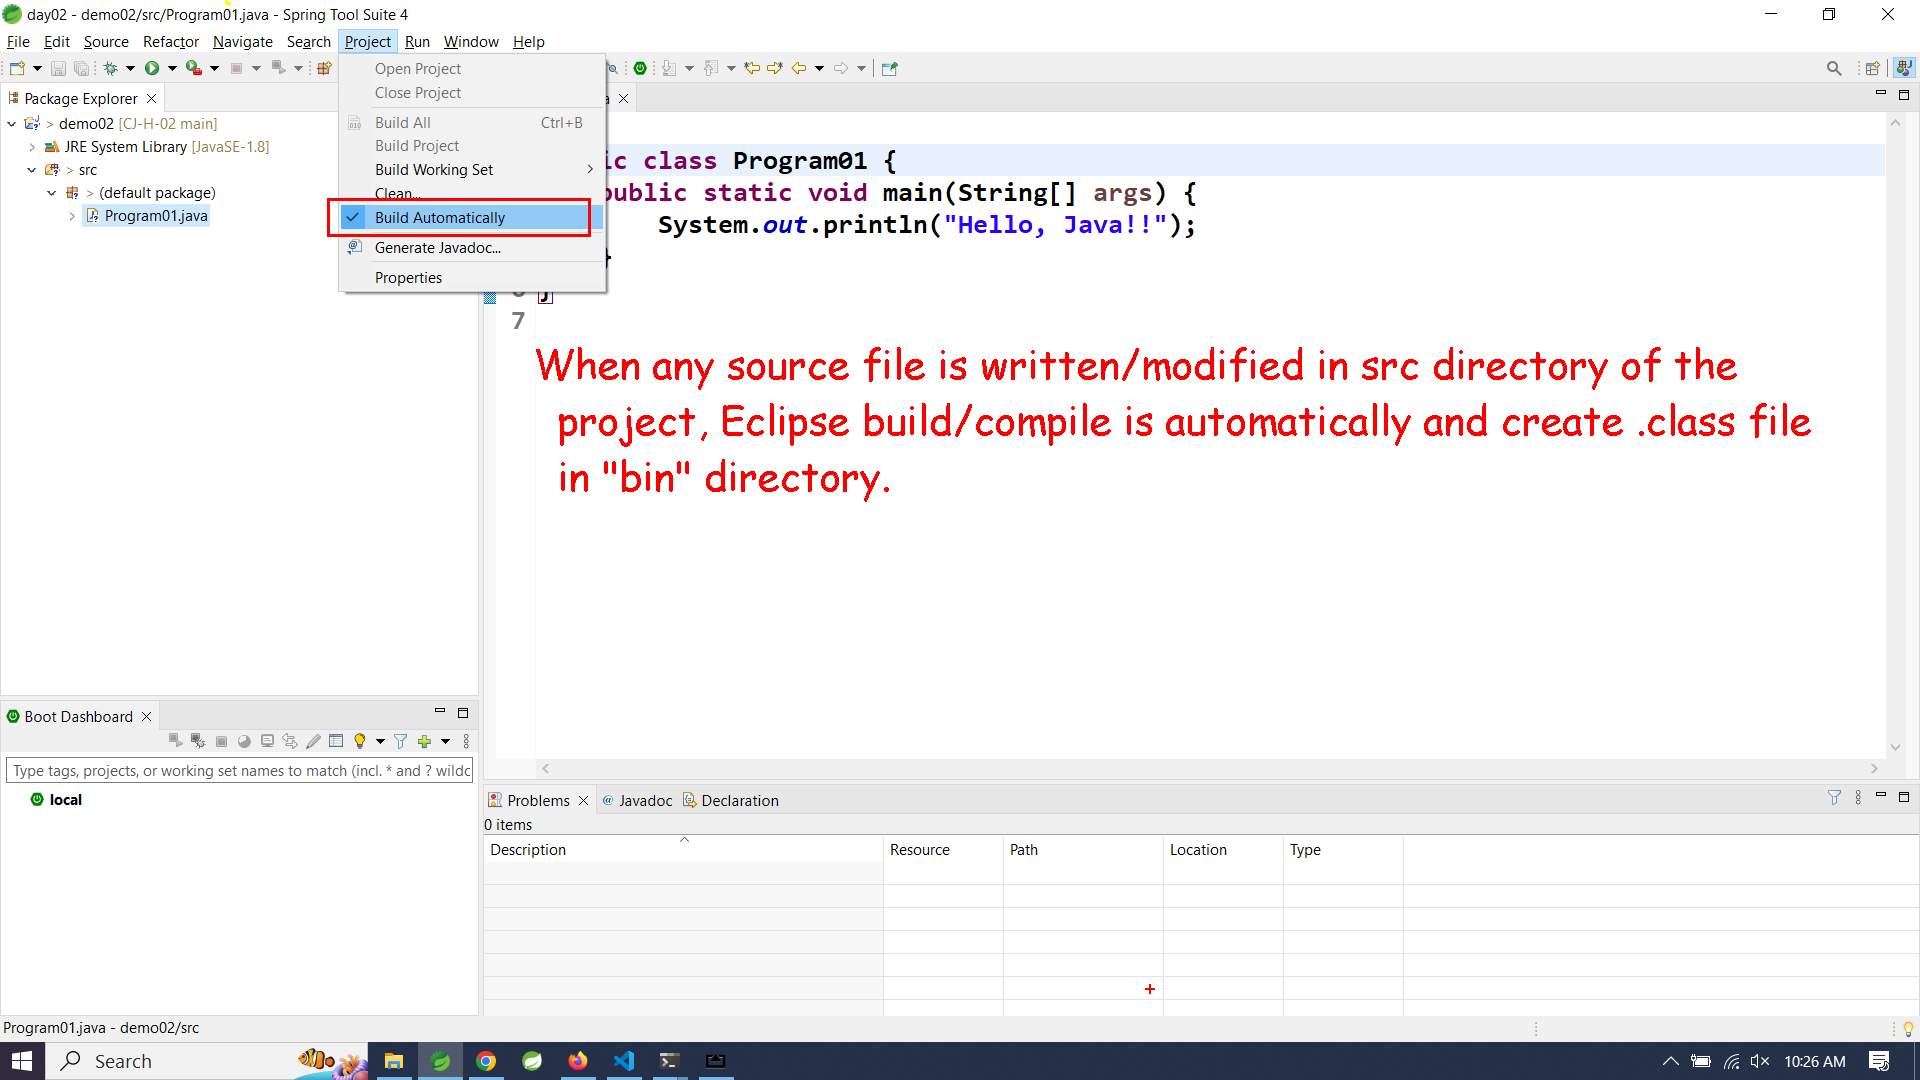 day02 - demo02/src/Program01.java - Spring Tool Suite 4
File Edit Source Refactor Navigate Search Project Run Window Help
Package Explorer
> demo02 [CJ-H-02 main]
JRE System Library [JavaSE-1.8]
> src
> (default package)
Program01.java
Open Project
Close Project
Build All Ctrl+B
Build Project
Build Working Set
Clean...
Build Automatically
Generate Javadoc...
Properties
a
ic class Program01 {
public static void main(String[] args) {
System.out.println("Hello, Java!!");
}
}
7
When any source file is written/modified in src directory of the
project, Eclipse build/compile is automatically and create .class file
in "bin" directory.
Boot Dashboard
Type tags, projects, or working set names to match (incl. * and ? wildc
local
Problems @ Javadoc Declaration
0 items
Description Resource Path Location Type
Program01.java - demo02/src
Search
10:26 AM